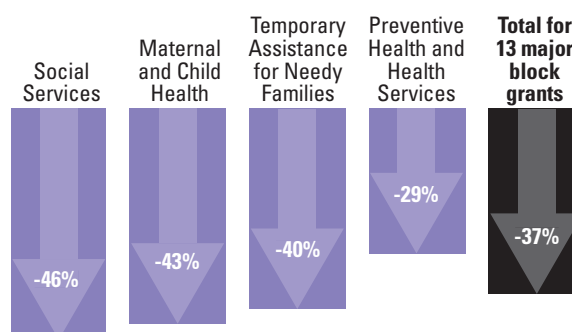 Social
Services
Maternal
and Child
Health
Temporary
Assistance
for Needy
Families
Preventive
Health and
Health
Services
Total for
13 major
block
grants
-46%
-43%
-40%
-29%
-37%